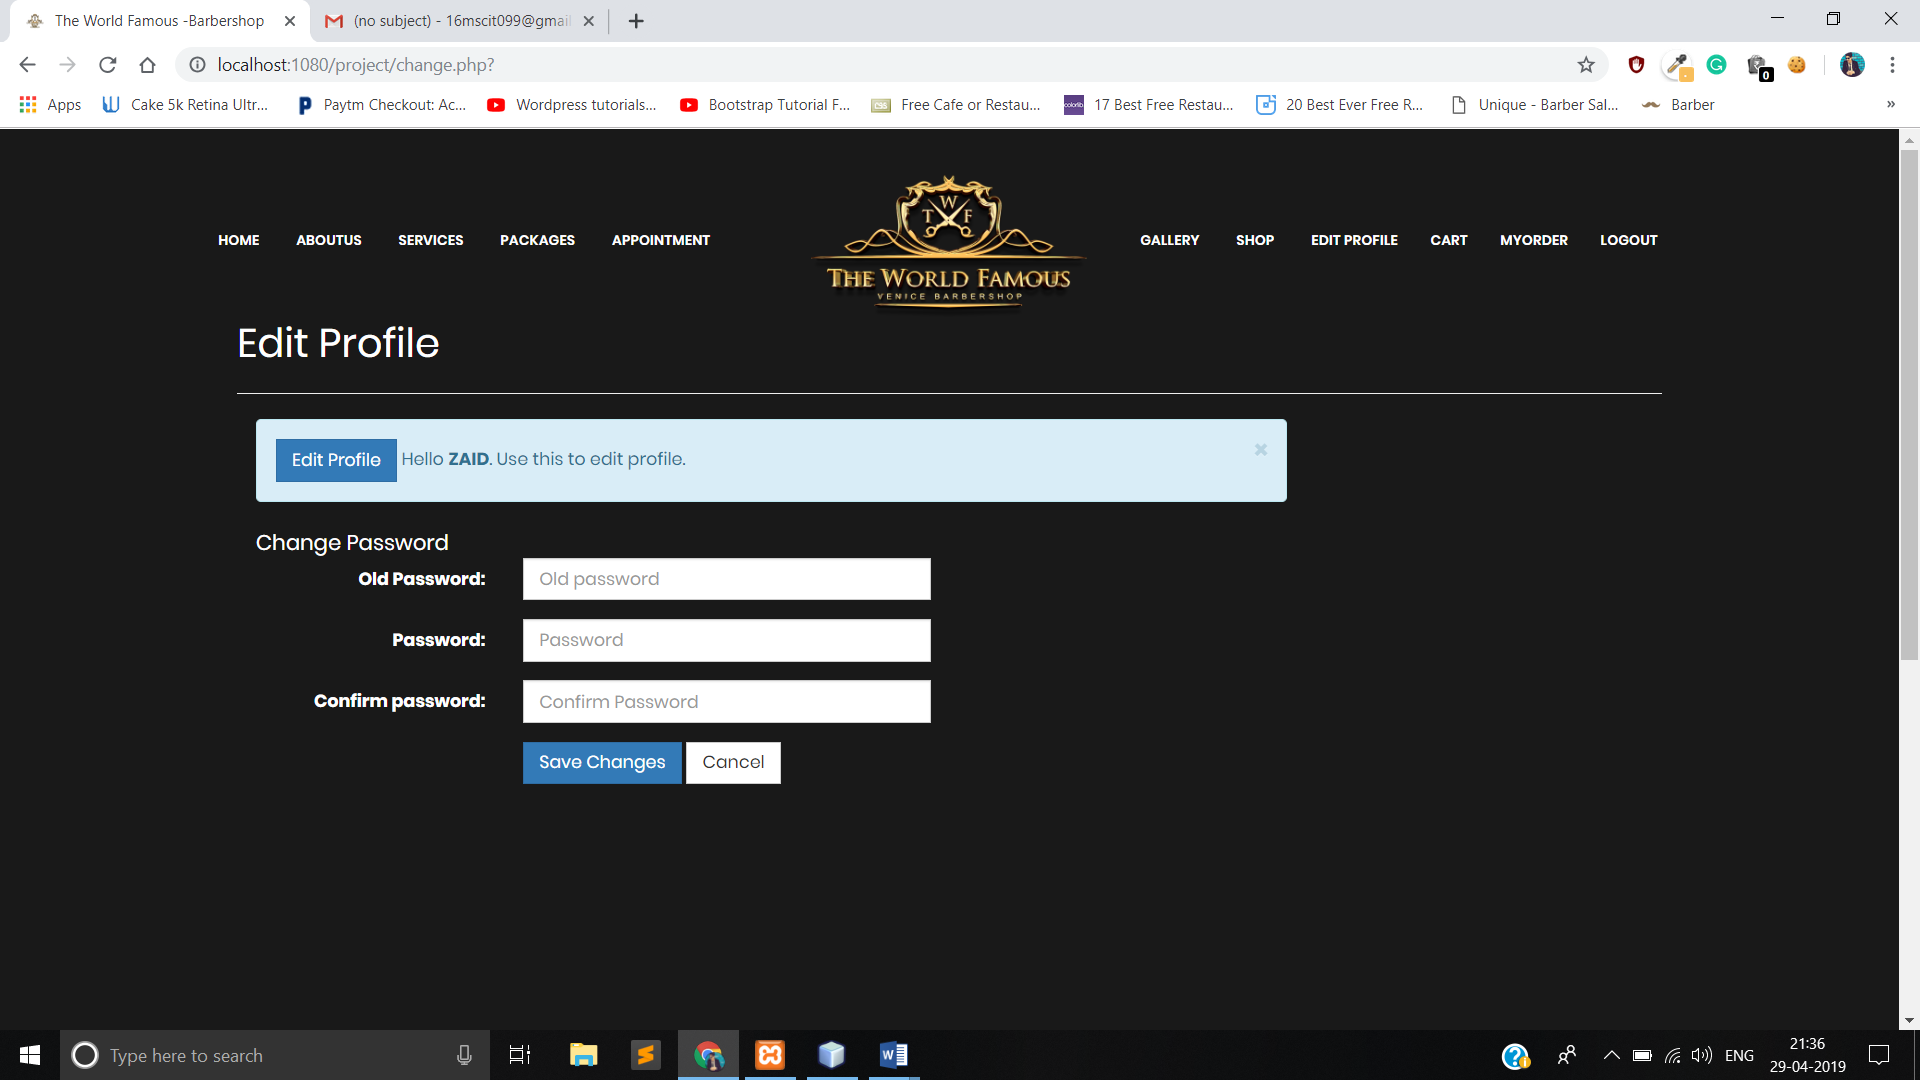 The World Famous -Barbershop
(no subject) - 16mscit099@gmai
localhost:1080/project/change.php?
0
Apps
Cake 5k Retina Ultr...
Paytm Checkout: Ac...
Wordpress tutorials...
Bootstrap Tutorial F...
CSS
Free Cafe or Restau...
colorlib
17 Best Free Restau...
20 Best Ever Free R...
Unique - Barber Sal...
Barber
»
HOME ABOUTUS SERVICES PACKAGES APPOINTMENT
T W F
THE WORLD FAMOUS
VENICE BARBERSHOP
GALLERY SHOP EDIT PROFILE CART MYORDER LOGOUT
Edit Profile
Edit Profile Hello ZAID. Use this to edit profile.
×
Change Password
Old Password: Old password
Password: Password
Confirm password: Confirm Password
Save Changes Cancel
Type here to search
ENG
21:36
29-04-2019